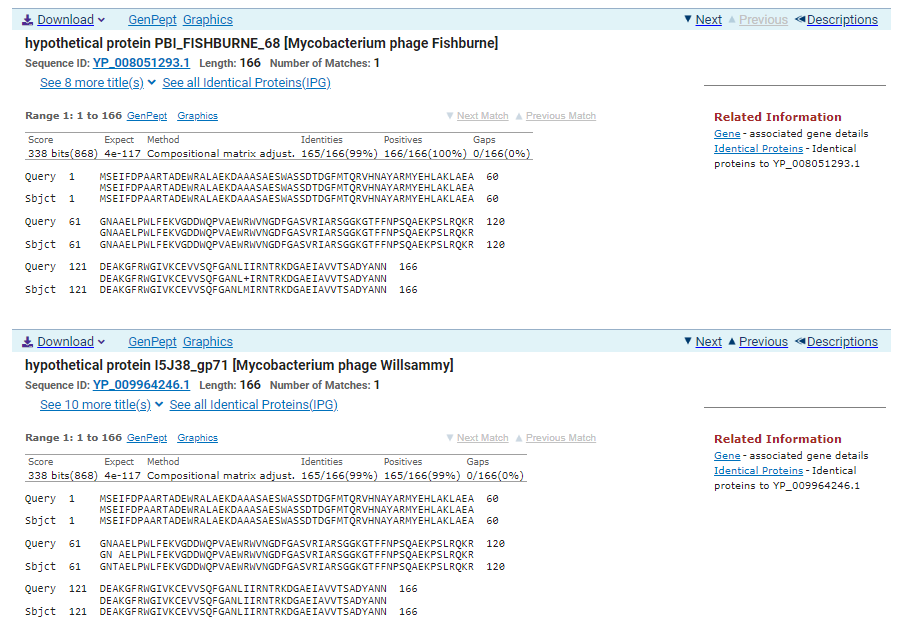 Download GenPept Graphics Next Previous Descriptions
hypothetical protein PBI_FISHBURNE_68 [Mycobacterium phage Fishburne]
Sequence ID: YP_008051293.1 Length: 166 Number of Matches: 1
See 8 more title(s) See all Identical Proteins(IPG)
Range 1: 1 to 166 GenPept Graphics Next Match Previous Match
Score Expect Method Identities Positives Gaps
338 bits(868) 4e-117 Compositional matrix adjust. 165/166(99%) 166/166(100%) 0/166(0%)
Query 1 MSEIFDPAARTADEWRALAEKDAAASAESWASSDTDGFMTQRVHNAYARMYEHLAKLAEA 60
MSEIFDPAARTADEWRALAEKDAAASAESWASSDTDGFMTQRVHNAYARMYEHLAKLAEA
Sbjct 1 MSEIFDPAARTADEWRALAEKDAAASAESWASSDTDGFMTQRVHNAYARMYEHLAKLAEA 60
Query 61 GNAAELPWLFEKVGDDWQPVAEWRWVNGDFGASVRIARSGGKGTFFNPSQAEKPSLRQKR 120
GNAAELPWLFEKVGDDWQPVAEWRWVNGDFGASVRIARSGGKGTFFNPSQAEKPSLRQKR
Sbjct 61 GNAAELPWLFEKVGDDWQPVAEWRWVNGDFGASVRIARSGGKGTFFNPSQAEKPSLRQKR 120
Query 121 DEAKGFRWGIVKCEVVSQFGANLIIRNTRKDGAEIAVVTSADYANN 166
DEAKGFRWGIVKCEVVSQFGANL+IRNTRKDGAEIAVVTSADYANN
Sbjct 121 DEAKGFRWGIVKCEVVSQFGANLMIRNTRKDGAEIAVVTSADYANN 166
Related Information
Gene - associated gene details
Identical Proteins - Identical
proteins to YP_008051293.1
Download GenPept Graphics Next Previous Descriptions
hypothetical protein I5J38_gp71 [Mycobacterium phage Willsammy]
Sequence ID: YP_009964246.1 Length: 166 Number of Matches: 1
See 10 more title(s) See all Identical Proteins(IPG)
Range 1: 1 to 166 GenPept Graphics Next Match Previous Match
Score Expect Method Identities Positives Gaps
338 bits(868) 4e-117 Compositional matrix adjust. 165/166(99%) 165/166(99%) 0/166(0%)
Query 1 MSEIFDPAARTADEWRALAEKDAAASAESWASSDTDGFMTQRVHNAYARMYEHLAKLAEA 60
MSEIFDPAARTADEWRALAEKDAAASAESWASSDTDGFMTQRVHNAYARMYEHLAKLAEA
Sbjct 1 MSEIFDPAARTADEWRALAEKDAAASAESWASSDTDGFMTQRVHNAYARMYEHLAKLAEA 60
Query 61 GNAAELPWLFEKVGDDWQPVAEWRWVNGDFGASVRIARSGGKGTFFNPSQAEKPSLRQKR 120
GN AELPWLFEKVGDDWQPVAEWRWVNGDFGASVRIARSGGKGTFFNPSQAEKPSLRQKR
Sbjct 61 GNTAELPWLFEKVGDDWQPVAEWRWVNGDFGASVRIARSGGKGTFFNPSQAEKPSLRQKR 120
Query 121 DEAKGFRWGIVKCEVVSQFGANLIIRNTRKDGAEIAVVTSADYANN 166
DEAKGFRWGIVKCEVVSQFGANLIIRNTRKDGAEIAVVTSADYANN
Sbjct 121 DEAKGFRWGIVKCEVVSQFGANLIIRNTRKDGAEIAVVTSADYANN 166
Related Information
Gene - associated gene details
Identical Proteins - Identical
proteins to YP_009964246.1